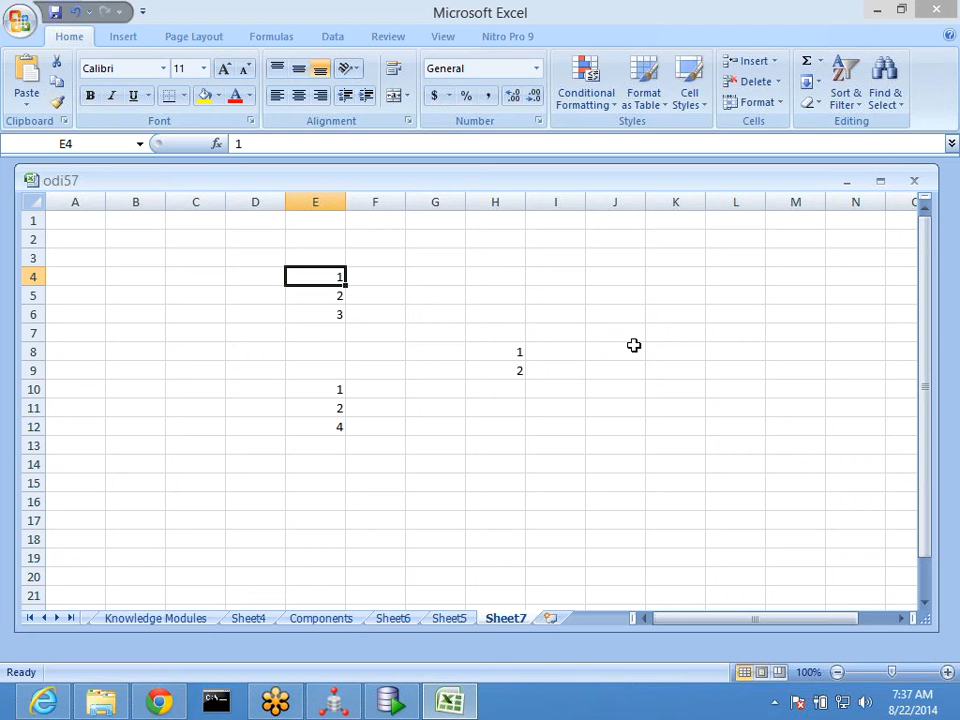 Microsoft Excel
Home Insert Page Layout Formulas Data Review View Nitro Pro 9
Calibri 11 A A General Σ Insert
Paste Conditional Formatting Format as Table Cell Styles Delete Sort & Filter Find & Select
B I U A $ % , .0 .00 .00 .0 Format
Clipboard Font Alignment Number Styles Cells Editing
E4 fx 1
odi57
A B C D E F G H I J K L M N
1
2
3
4 1
5 2
6 3
7
8 1
9 2
10 1
11 2
12 4
13
14
15
16
17
18
19
20
21
Knowledge Modules Sheet4 Components Sheet6 Sheet5 Sheet7
Ready 100%
7:37 AM
8/22/2014